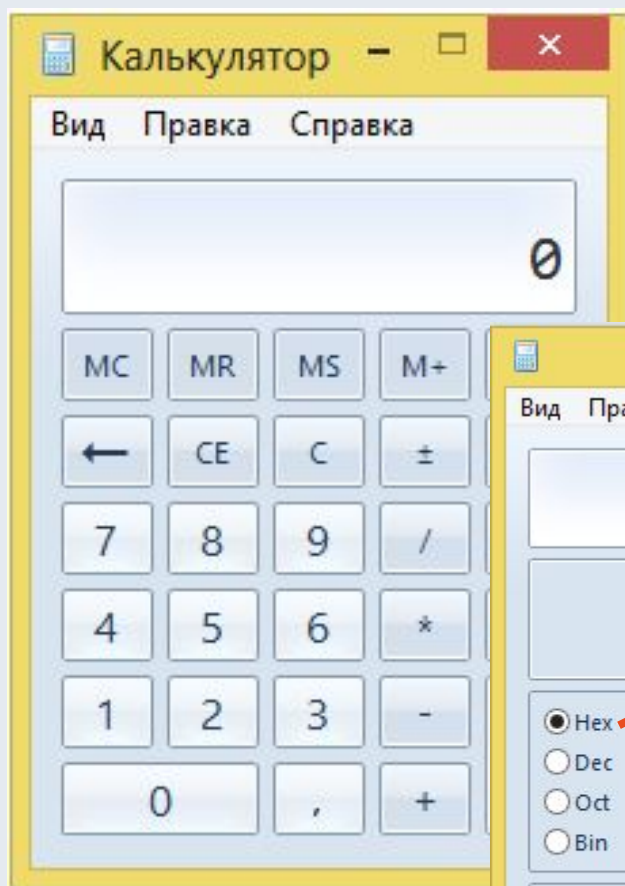 Калькулятор
Вид Правка Справка
0
MC MR MS M+
← CE C ±
7 8 9 /
4 5 6 *
1 2 3 -
0 , +
Вид
Hex
Dec
Oct
Bin